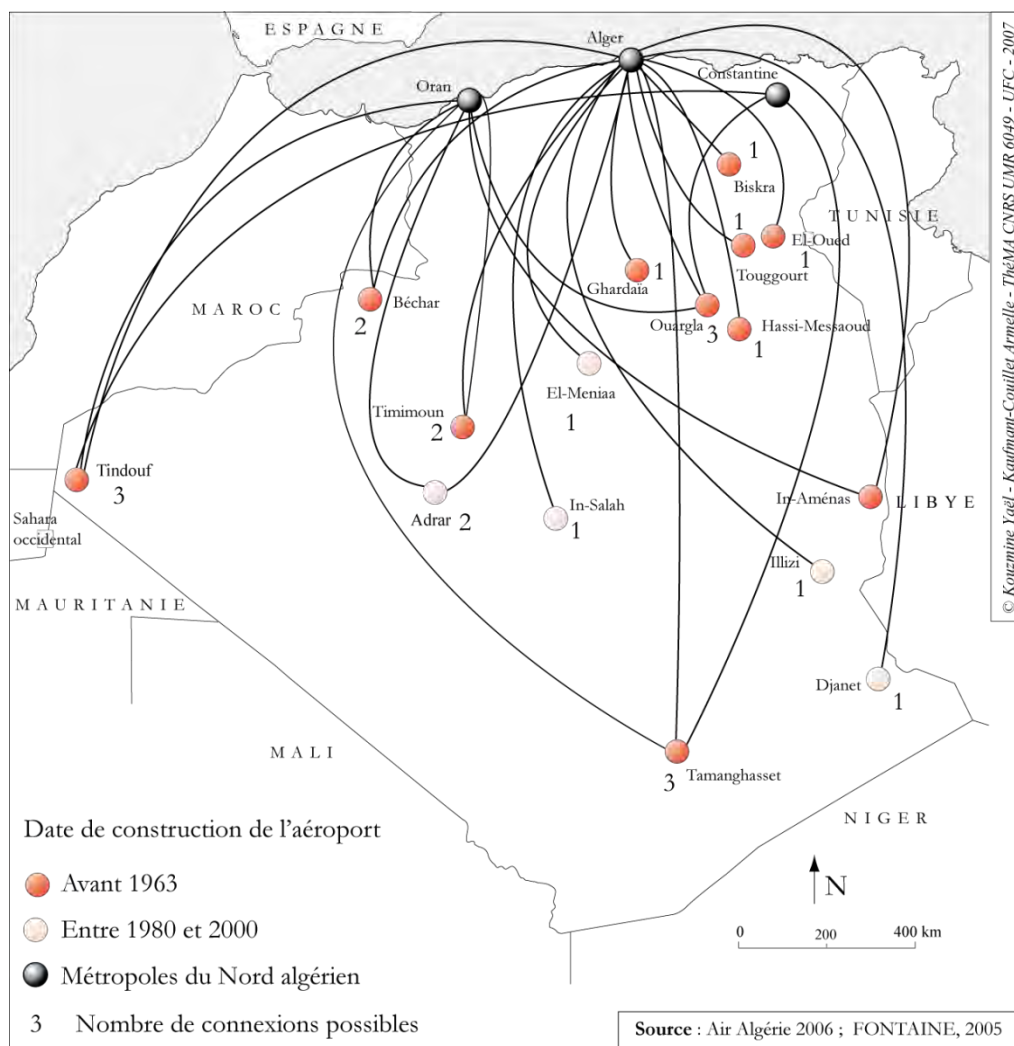 ESPAGNE
Alger
Oran
Constantine
1
Biskra
TUNISIE
1
El-Oued
1
Touggourt
1
Ghardaïa
MAROC
Béchar
2
Ouargla
3
Hassi-Messaoud
1
El-Meniaa
1
Timimoun
2
Tindouf
3
Adrar
2
In-Salah
1
In-Aménas
LIBYE
Sahara
occidental
Illizi
1
MAURITANIE
Djanet
1
MALI
3
Tamanghasset
NIGER
Date de construction de l'aéroport
Avant 1963
Entre 1980 et 2000
Métropoles du Nord algérien
3 Nombre de connexions possibles
N
0 200 400 km
Source : Air Algérie 2006 ; FONTAINE, 2005
© Kouzmine Yaël - Kaufmant-Couillet Armelle - ThéMA CNRS UMR 6049 - UFC - 2007